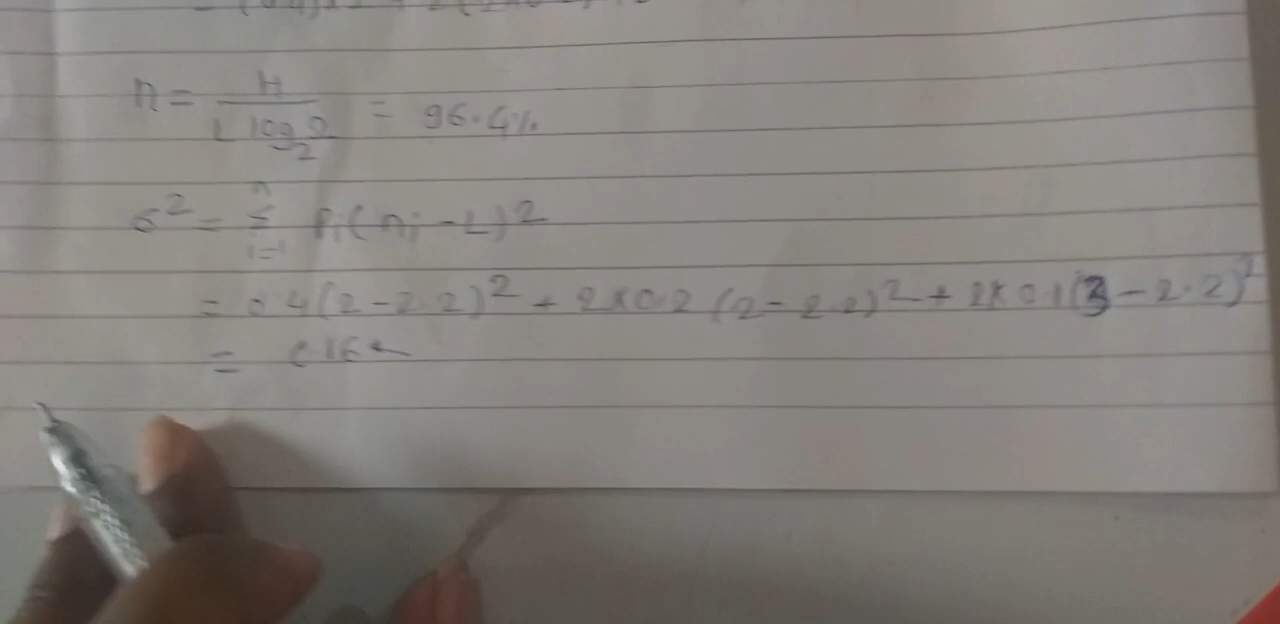 η = H / L log₂ 2 = 96.4%
σ² = Σ i=1 n Pi (ni - L)²
= 0.4 (2 - 2.2)² + 2×0.2 (2 - 2.2)² + 2×0.1 (3 - 2.2)²
= 0.16